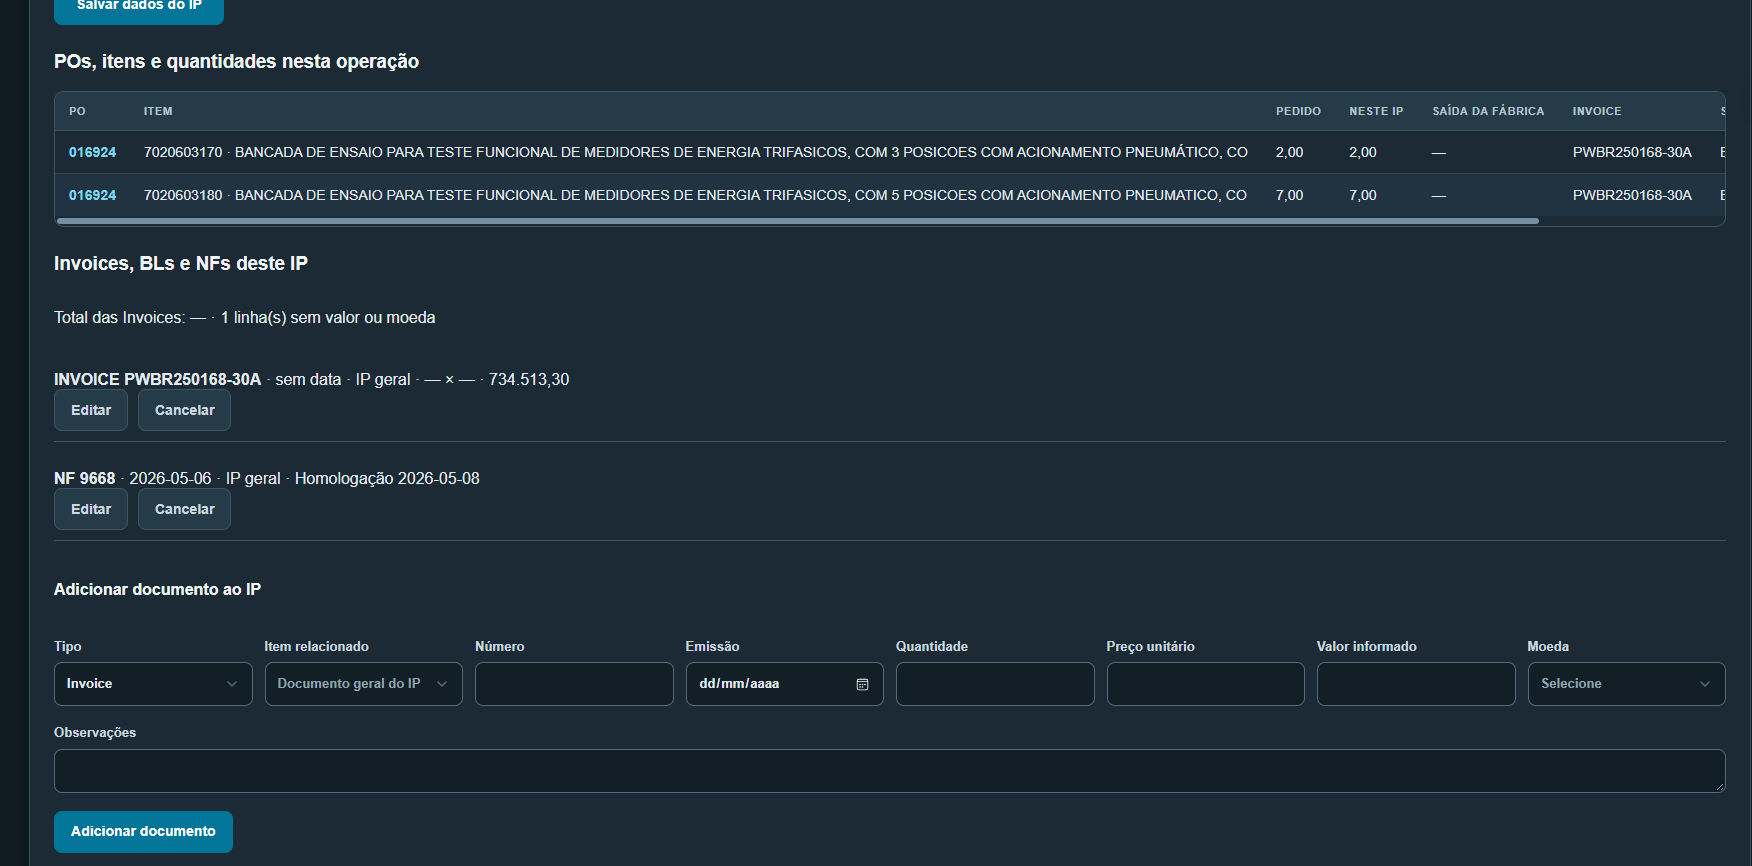 Salvar dados do IP
POs, itens e quantidades nesta operação
PO ITEM PEDIDO NESTE IP SAÍDA DA FÁBRICA INVOICE
016924 7020603170 · BANCADA DE ENSAIO PARA TESTE FUNCIONAL DE MEDIDORES DE ENERGIA TRIFASICOS, COM 3 POSICOES COM ACIONAMENTO PNEUMÁTICO, CO 2,00 2,00 — PWBR250168-30A
016924 7020603180 · BANCADA DE ENSAIO PARA TESTE FUNCIONAL DE MEDIDORES DE ENERGIA TRIFASICOS, COM 5 POSICOES COM ACIONAMENTO PNEUMATICO, CO 7,00 7,00 — PWBR250168-30A
Invoices, BLs e NFs deste IP
Total das Invoices: — · 1 linha(s) sem valor ou moeda
INVOICE PWBR250168-30A · sem data · IP geral · — × — · 734.513,30
Editar Cancelar
NF 9668 · 2026-05-06 · IP geral · Homologação 2026-05-08
Editar Cancelar
Adicionar documento ao IP
Tipo Item relacionado Número Emissão Quantidade Preço unitário Valor informado Moeda
Invoice Documento geral do IP dd/mm/aaaa Selecione
Observações
Adicionar documento